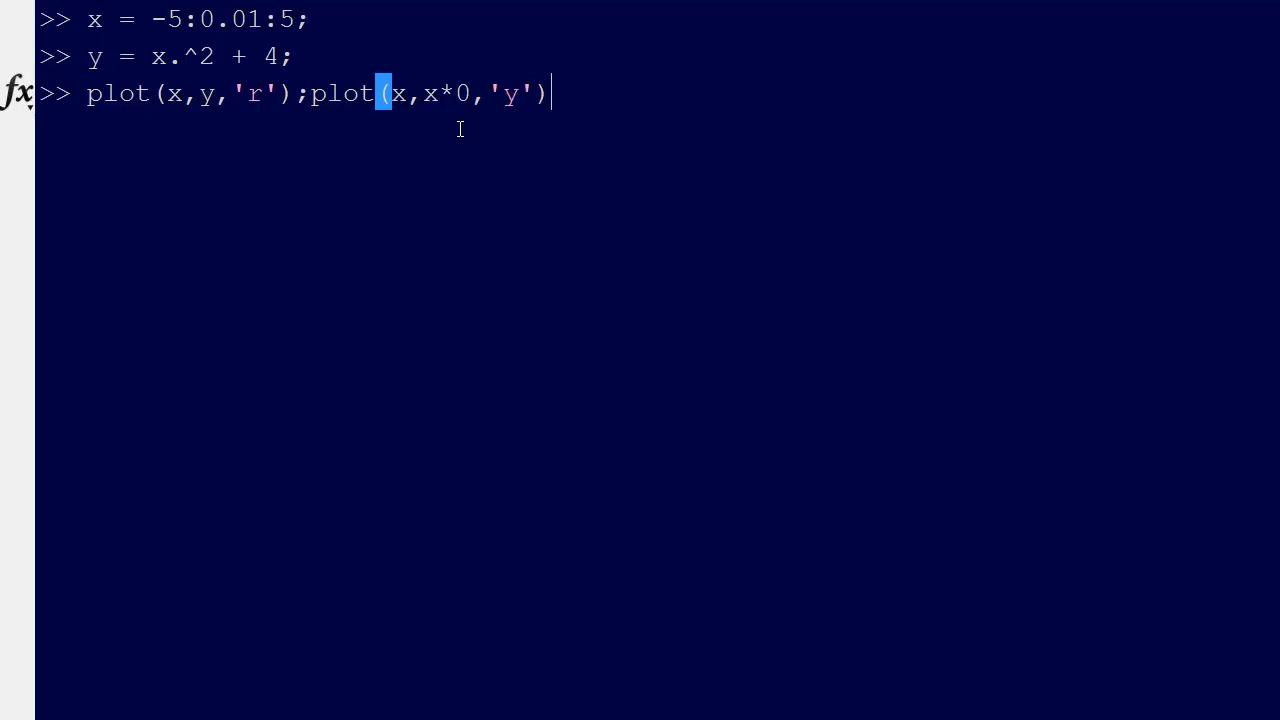 >> x = -5:0.01:5;
>> y = x.^2 + 4;
fx >> plot(x,y,'r');plot(x,x*0,'y')